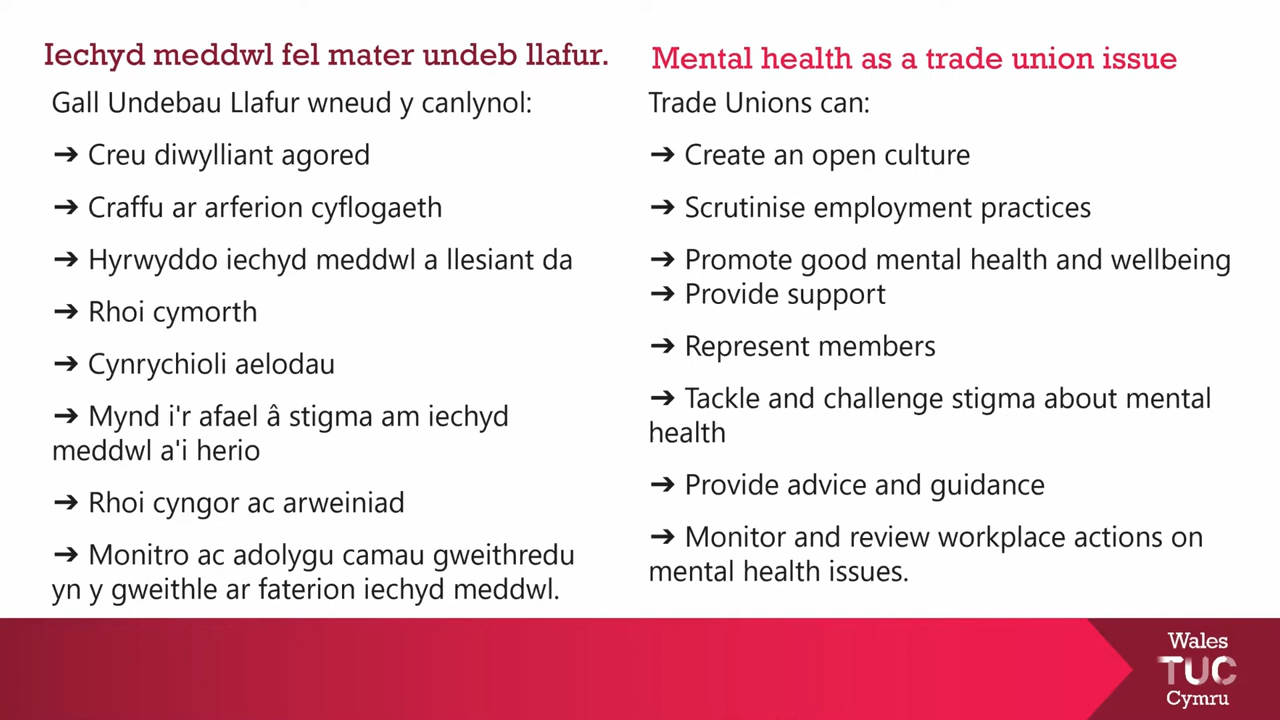 Iechyd meddwl fel mater undeb llafur.
Gall Undebau Llafur wneud y canlynol:
➔ Creu diwylliant agored
➔ Craffu ar arferion cyflogaeth
➔ Hyrwyddo iechyd meddwl a llesiant da
➔ Rhoi cymorth
➔ Cynrychioli aelodau
➔ Mynd i'r afael â stigma am iechyd
meddwl a'i herio
➔ Rhoi cyngor ac arweiniad
➔ Monitro ac adolygu camau gweithredu
yn y gweithle ar faterion iechyd meddwl.
Mental health as a trade union issue
Trade Unions can:
➔ Create an open culture
➔ Scrutinise employment practices
➔ Promote good mental health and wellbeing
➔ Provide support
➔ Represent members
➔ Tackle and challenge stigma about mental
health
➔ Provide advice and guidance
➔ Monitor and review workplace actions on
mental health issues.
Wales
TUC
Cymru